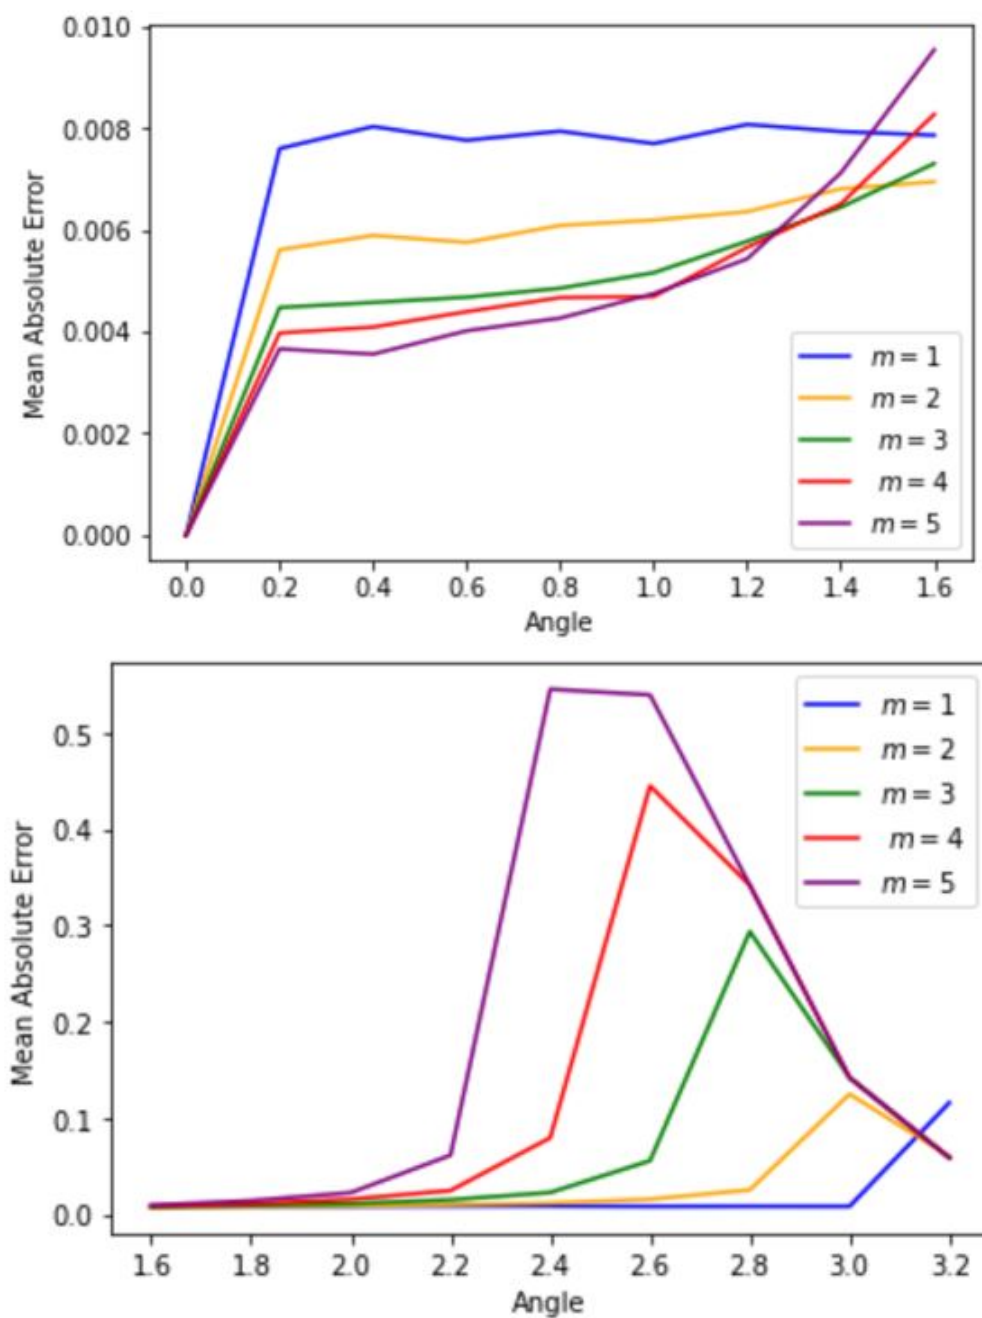 0.010
0.008
0.006
0.004
0.002
0.000
Mean Absolute Error
m = 1
m = 2
m = 3
m = 4
m = 5
0.0 0.2 0.4 0.6 0.8 1.0 1.2 1.4 1.6
Angle
0.5
0.4
0.3
0.2
0.1
0.0
Mean Absolute Error
m = 1
m = 2
m = 3
m = 4
m = 5
1.6 1.8 2.0 2.2 2.4 2.6 2.8 3.0 3.2
Angle